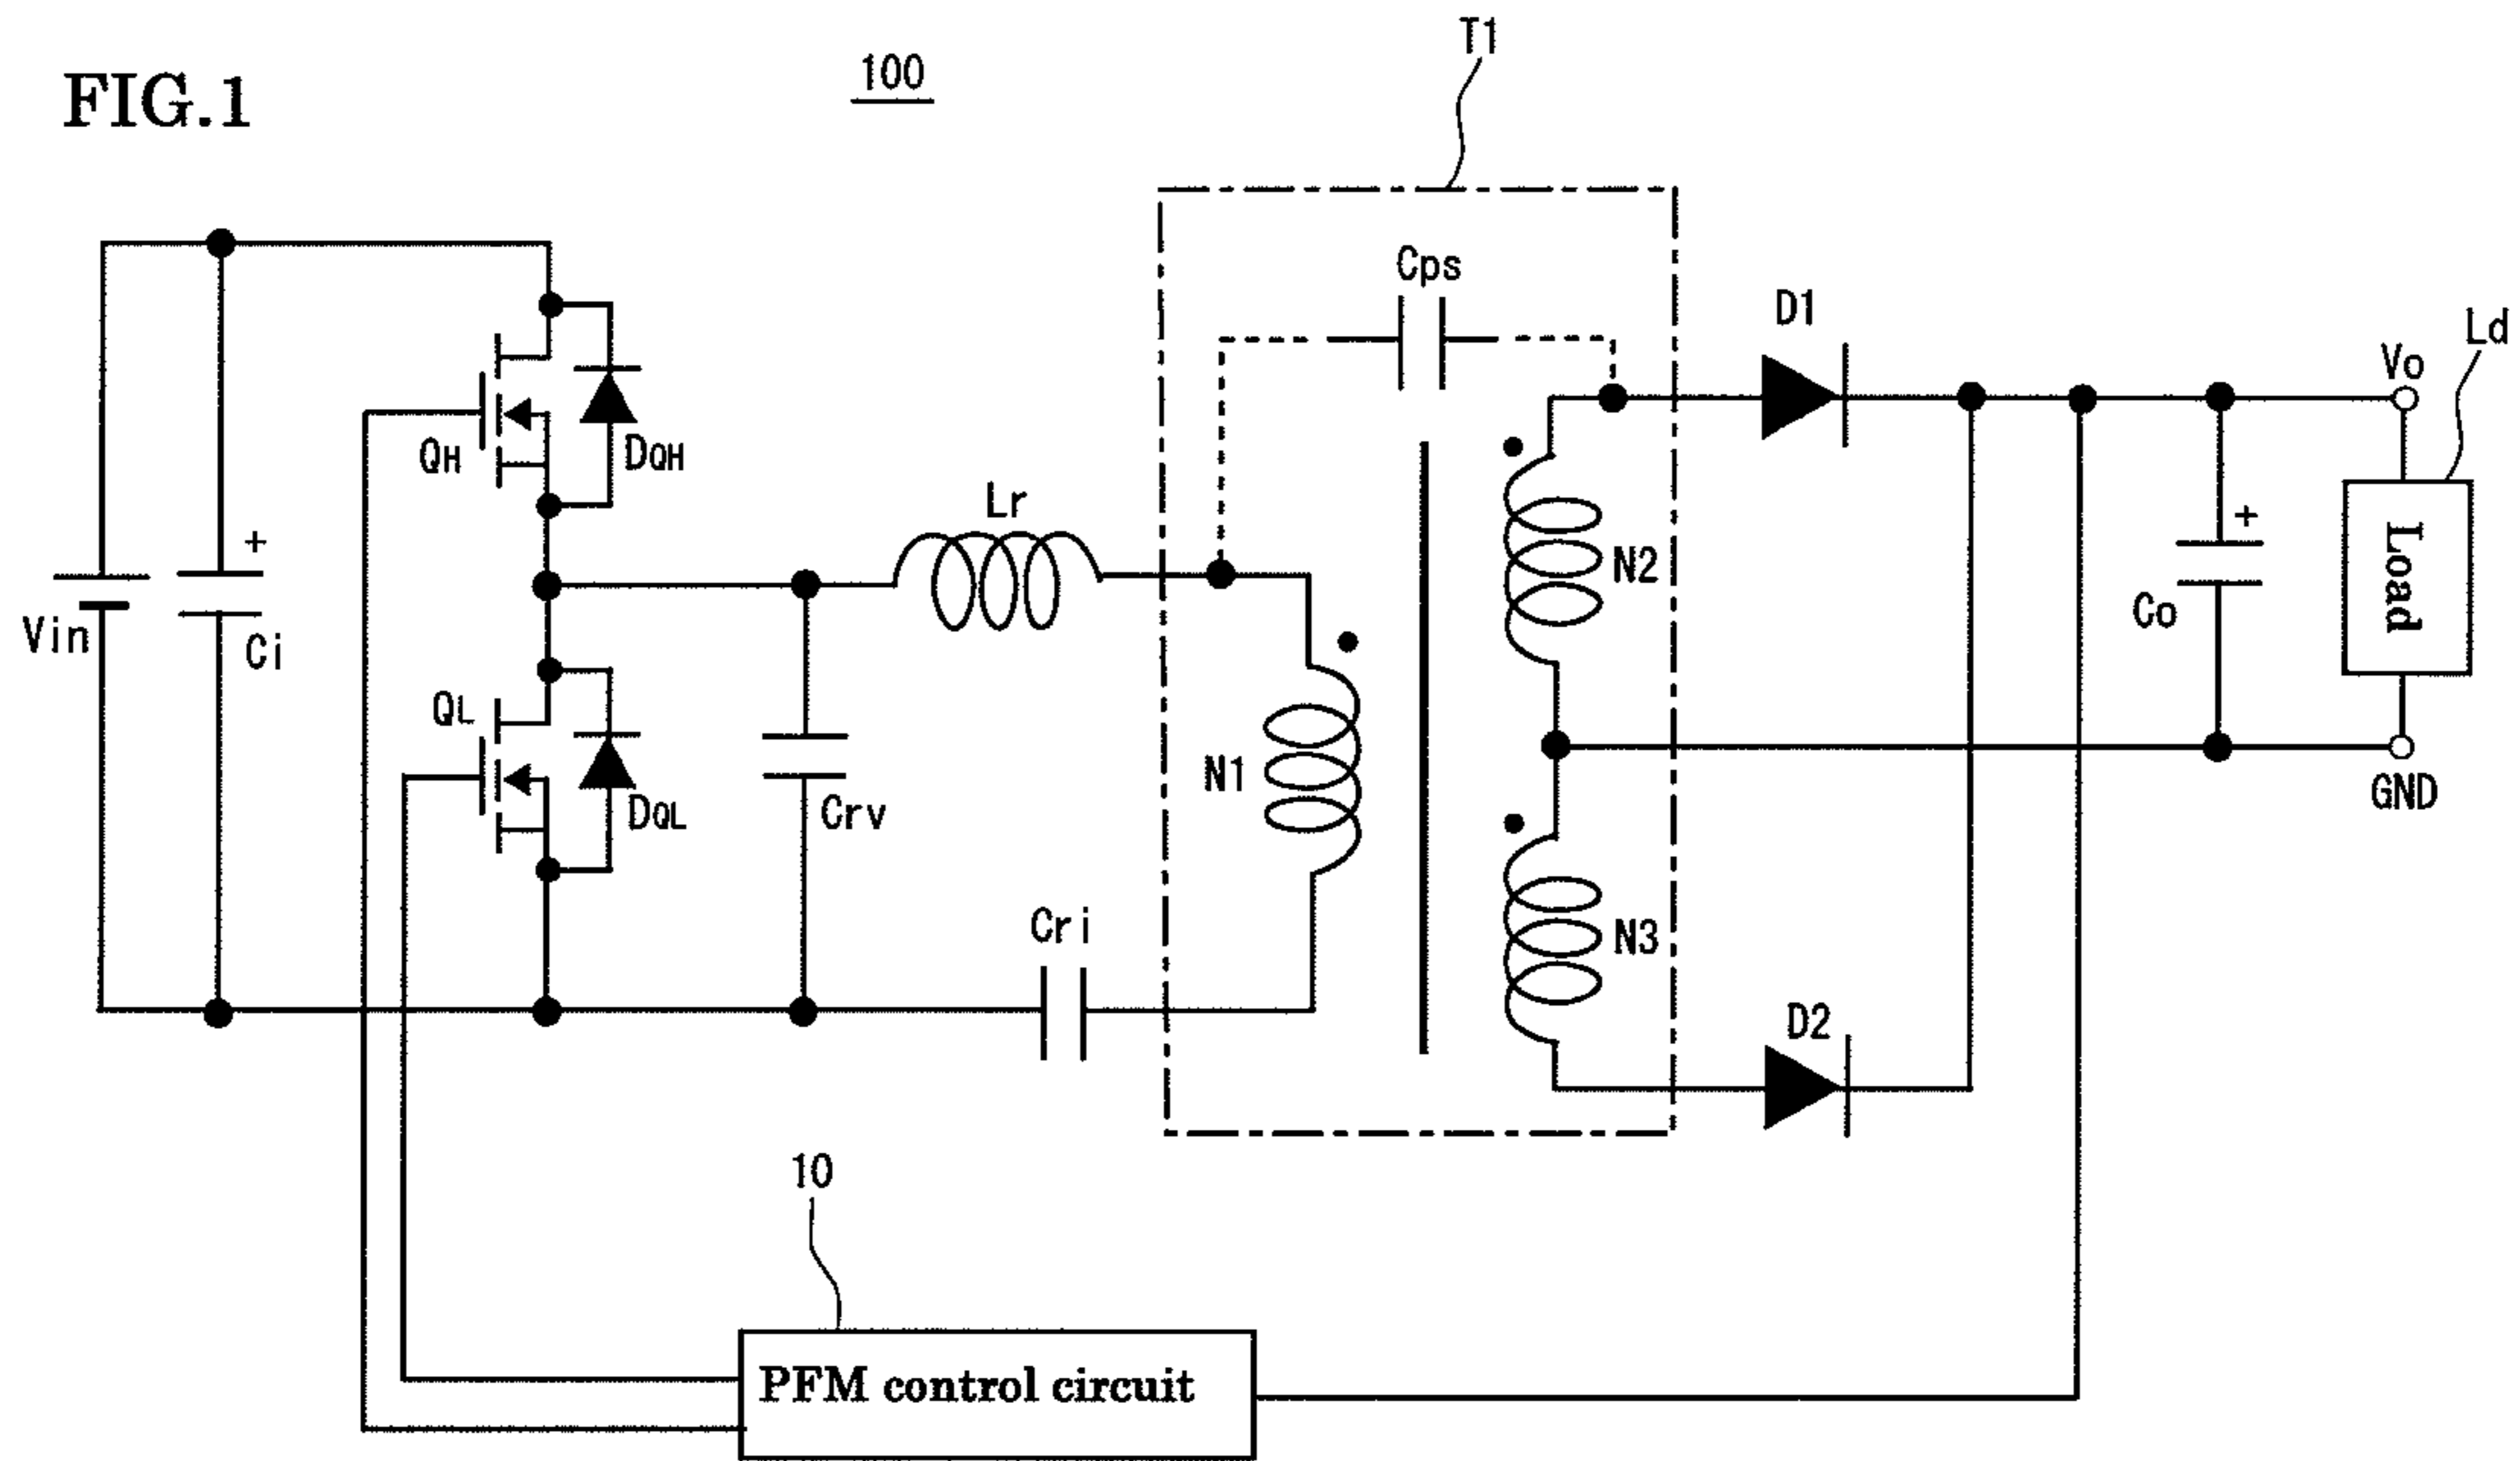 FIG.1
100
T1
Cps
D1
Ld
Vo
QH
DQH
Lr
N2
+
+
Load
Vin
Ci
Co
QL
N1
GND
DQL
Crv
Cri
N3
D2
10
PFM control circuit